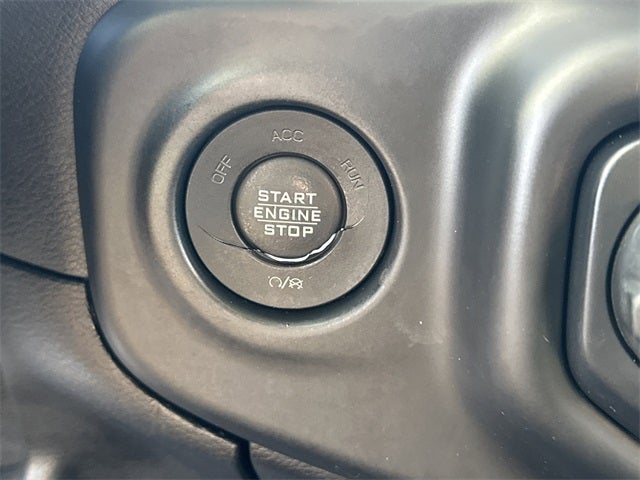 OFF
ACC
RUN
START
ENGINE
STOP